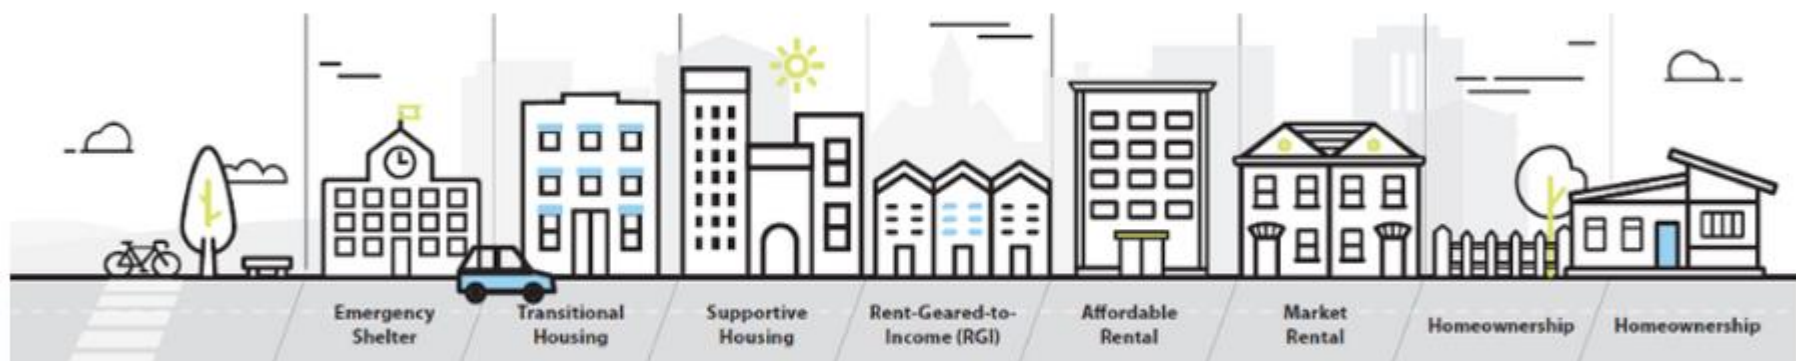 Emergency
Shelter
Transitional
Housing
Supportive
Housing
Rent-Geared-to-
Income (RGI)
Affordable
Rental
Market
Rental
Homeownership
Homeownership